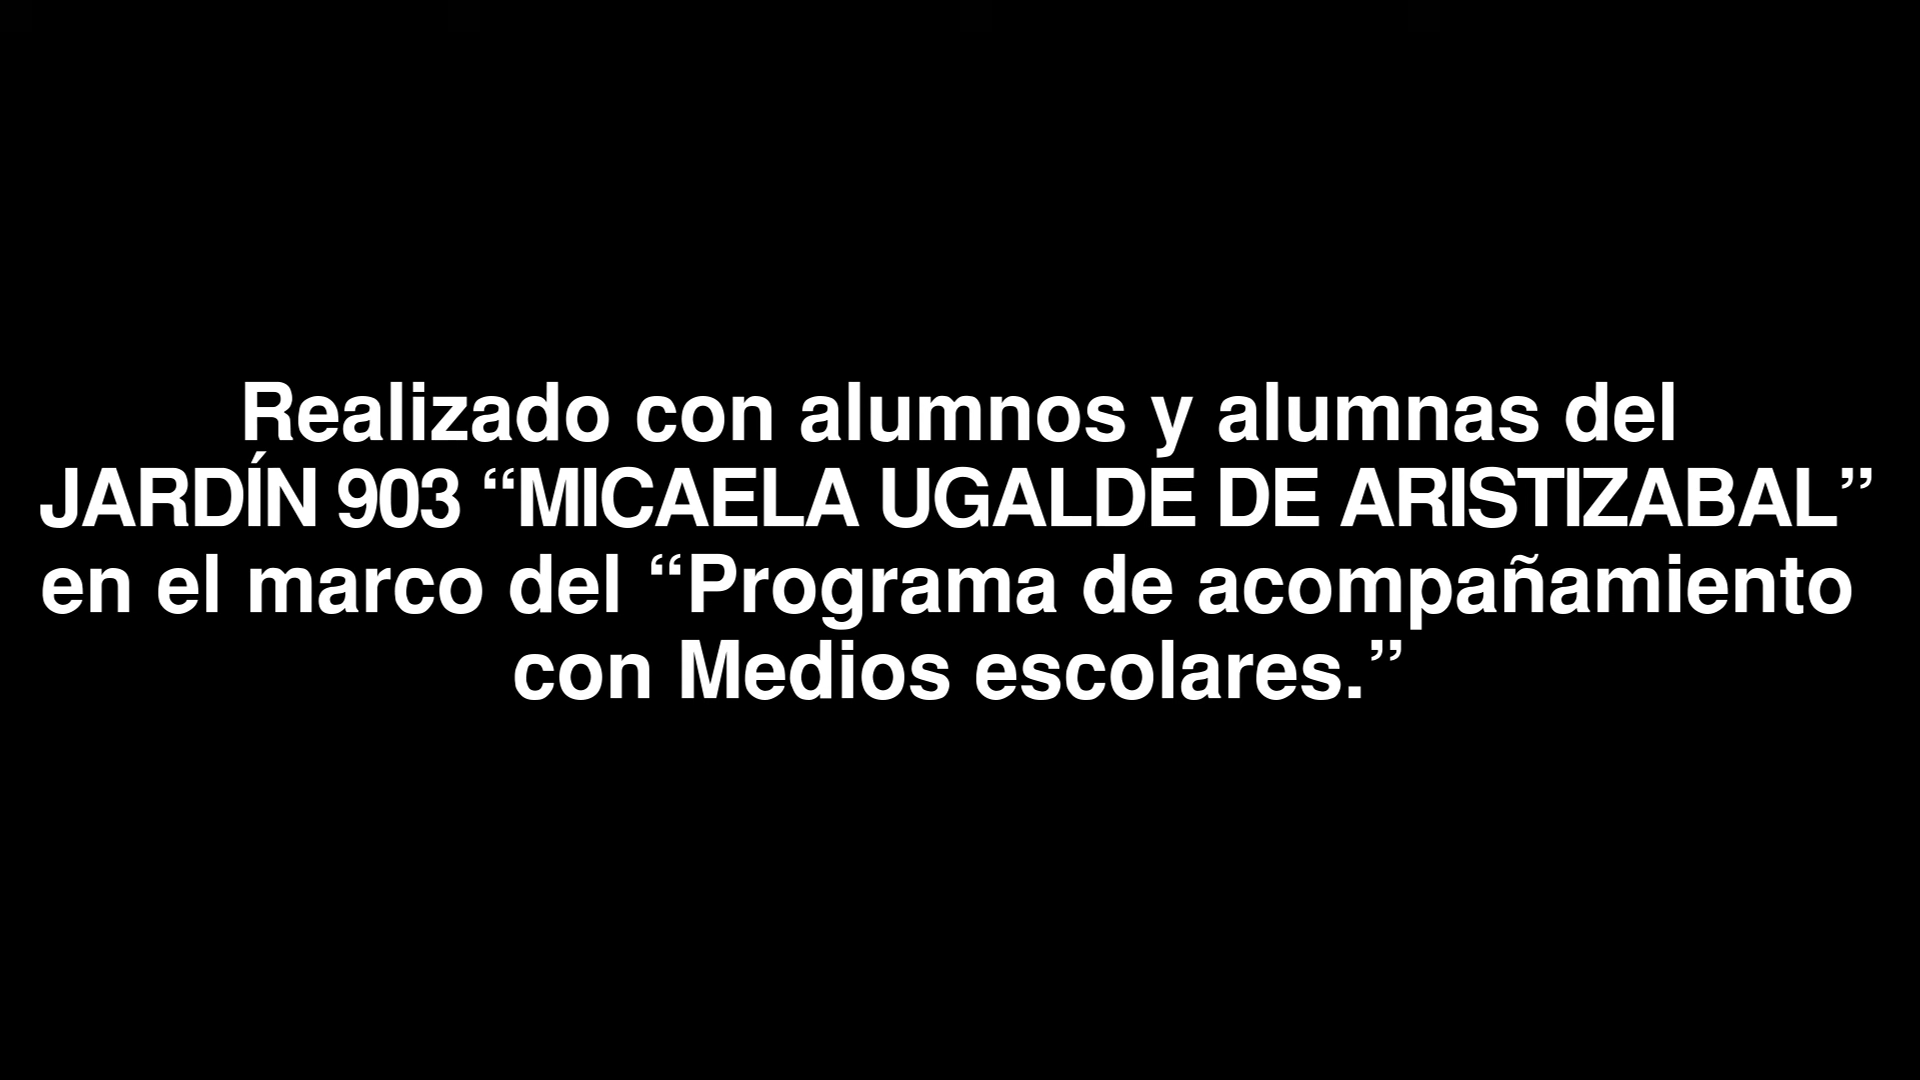 Realizado con alumnos y alumnas del
JARDÍN 903 “MICAELA UGALDE DE ARISTIZABAL”
en el marco del “Programa de acompañamiento
con Medios escolares.”